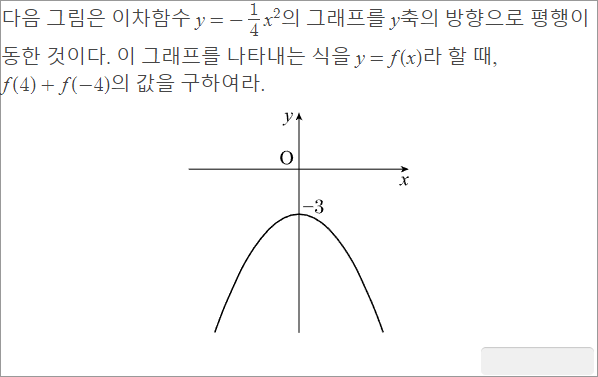 다음 그림은 이차함수 y = −\frac{1}{4}x²의 그래프를 y축의 방향으로 평행이
동한 것이다. 이 그래프를 나타내는 식을 y = f(x)라 할 때,
f(4) + f(−4)의 값을 구하여라.
y
O
x
−3